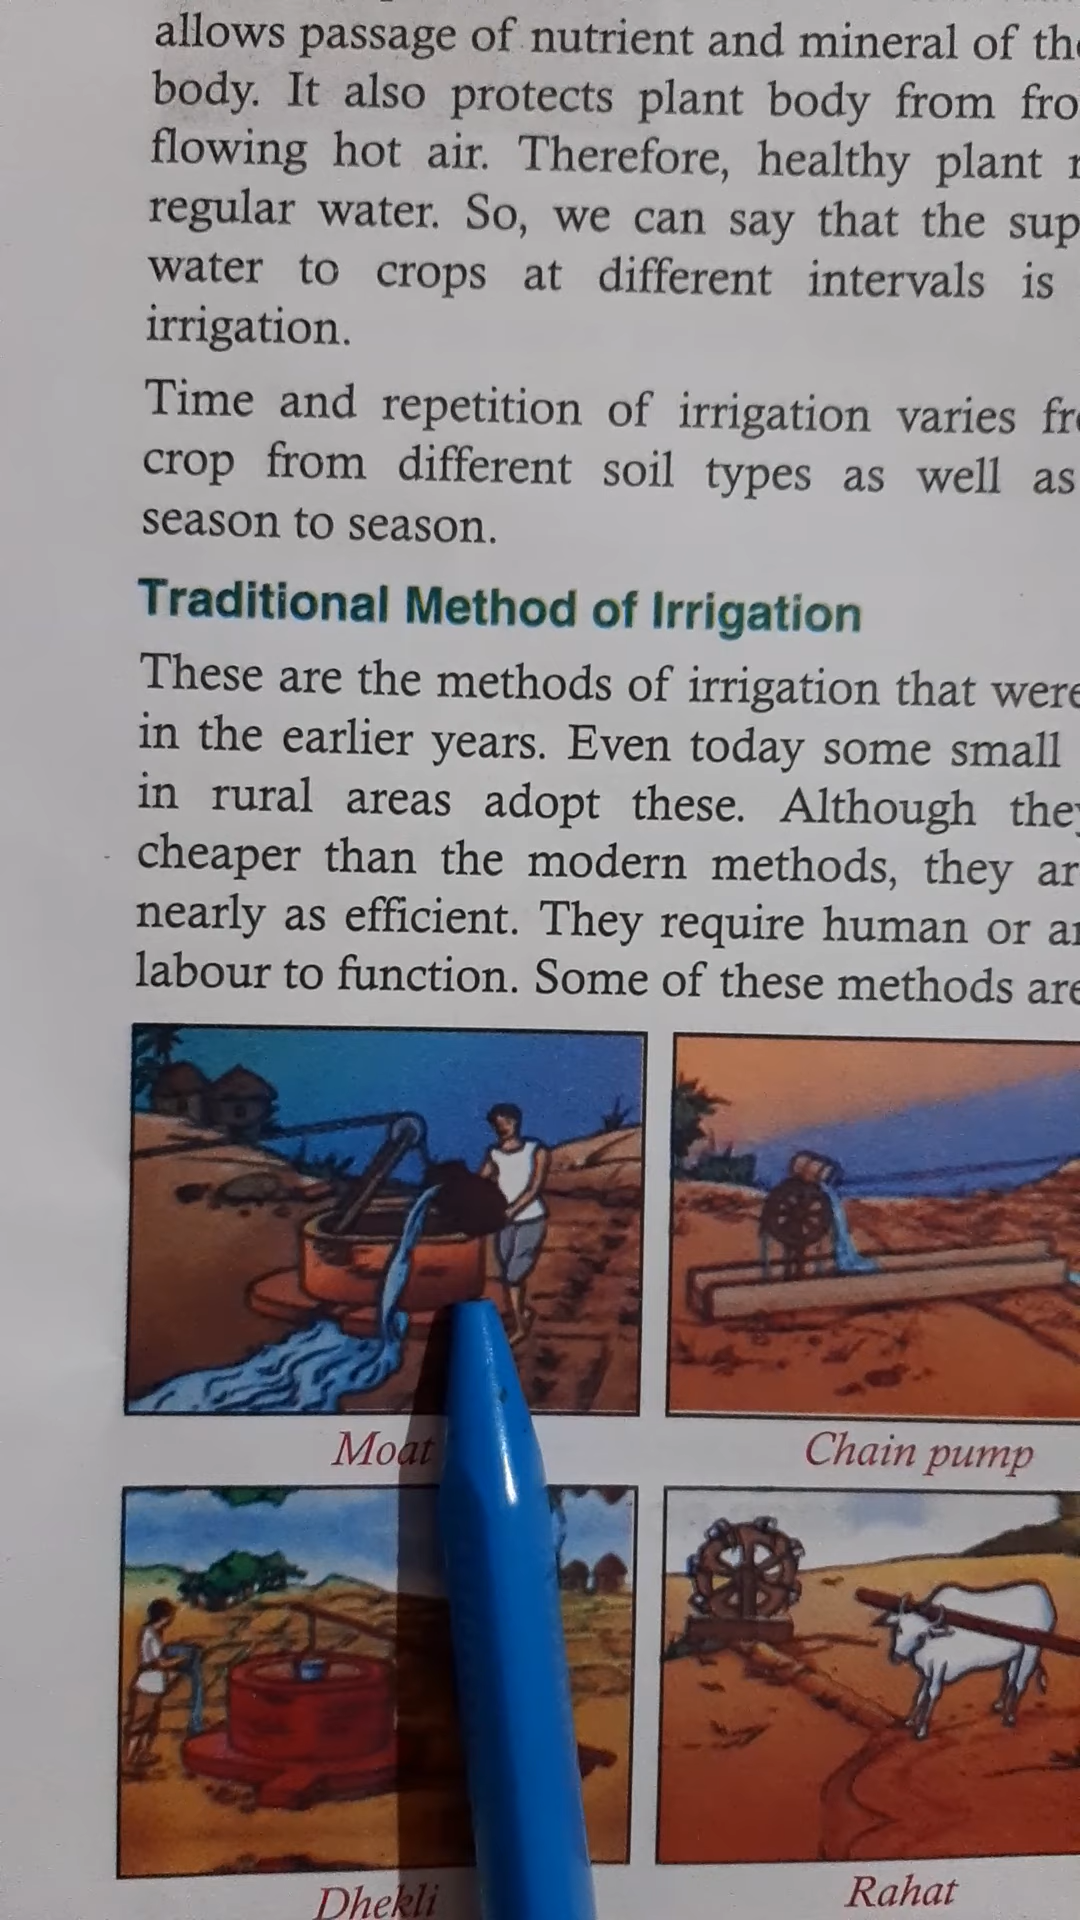 allows passage of nutrient and mineral of the
body. It also protects plant body from
flowing hot air. Therefore, healthy plant
regular water. So, we can say that the
water to crops at different intervals is
irrigation.
Time and repetition of irrigation varies
crop from different soil types as well as
season to season.
Traditional Method of Irrigation
These are the methods of irrigation that were
in the earlier years. Even today some small
in rural areas adopt these. Although they
cheaper than the modern methods, they
nearly as efficient. They require human or
labour to function. Some of these methods are
Moat
Chain pump
Dhekli
Rahat